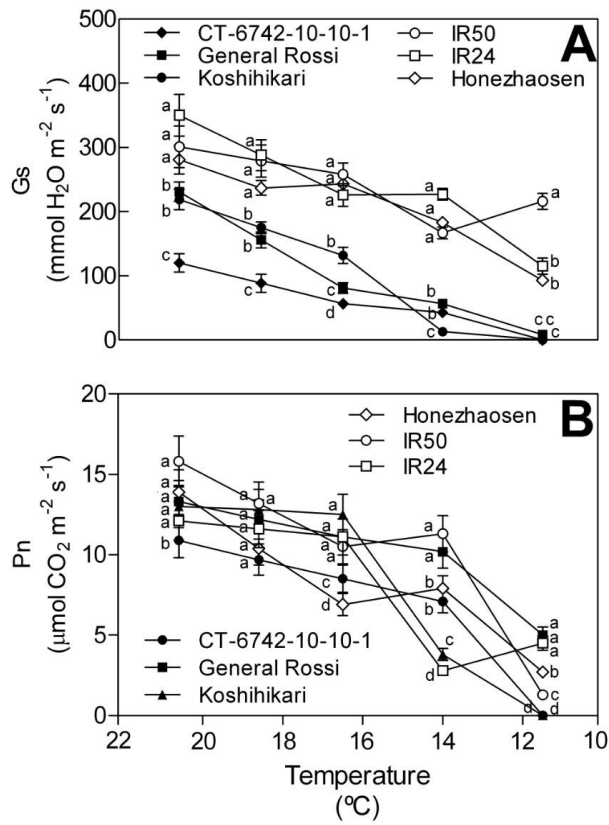 500
400
300
200
100
0
Gs
(mmol H₂O m⁻² s⁻¹)
CT-6742-10-10-1
General Rossi
Koshihikari
IR50
IR24
Honezhaosen
A
a
a
a
b
b
c
a
a
a
b
b
c
a
a
a
b
c
d
a
a
a
b
b
c
a
b
b
c c
c
20
15
10
5
0
Pn
(µmol CO₂ m⁻² s⁻¹)
Honezhaosen
IR50
IR24
B
CT-6742-10-10-1
General Rossi
Koshihikari
a
a
a
a
a
b
a a
a
a
a
a
a
a
b
c
d
a
a
b
b
c
d
a
a
a
b
c
d d
22 20 18 16 14 12 10
Temperature
(ºC)